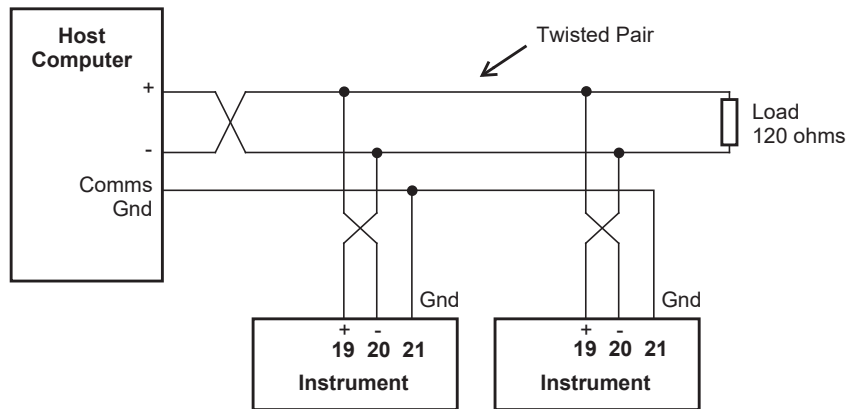 Host
Computer
Twisted Pair
+
-
Load
120 ohms
Comms
Gnd
Gnd
Gnd
+ -
19 20 21
Instrument
+ -
19 20 21
Instrument